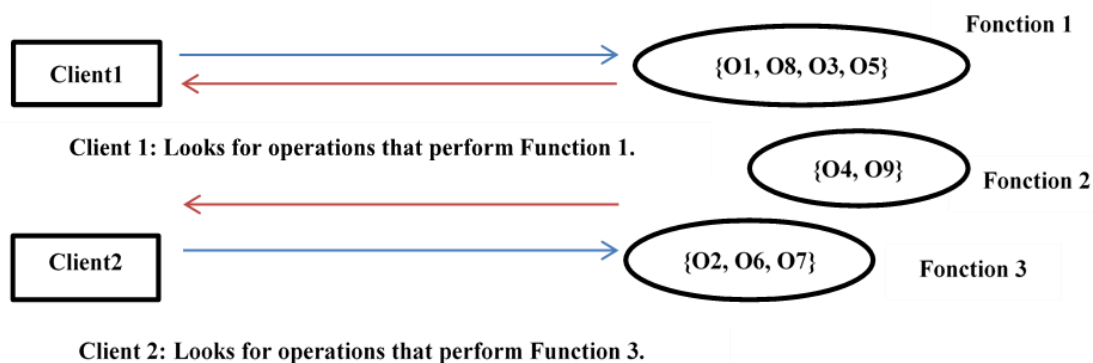 Fonction 1
Client1
{O1, O8, O3, O5}
Client 1: Looks for operations that perform Function 1.
{O4, O9}
Fonction 2
Client2
{O2, O6, O7}
Fonction 3
Client 2: Looks for operations that perform Function 3.